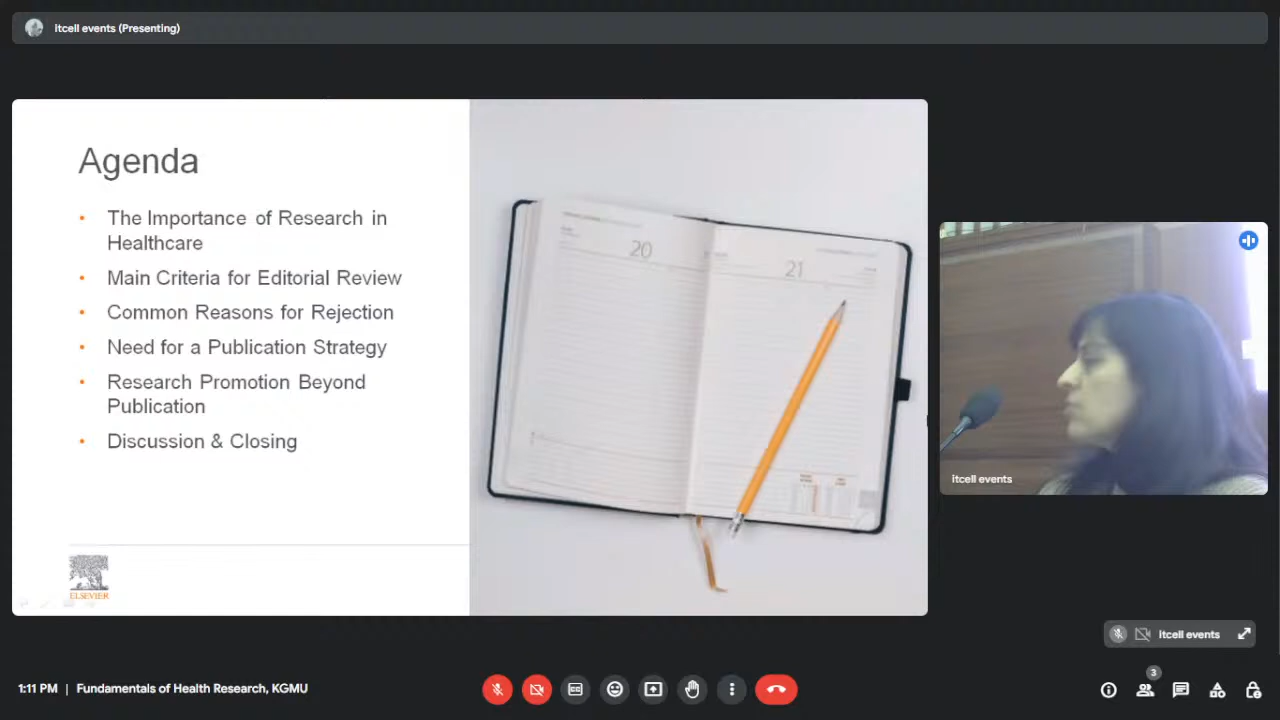 itcell events (Presenting)
Agenda
The Importance of Research in
Healthcare
Main Criteria for Editorial Review
Common Reasons for Rejection
Need for a Publication Strategy
Research Promotion Beyond
Publication
Discussion & Closing
ELSEVIER
20
21
itcell events
itcell events
1:11 PM | Fundamentals of Health Research, KGMU
3